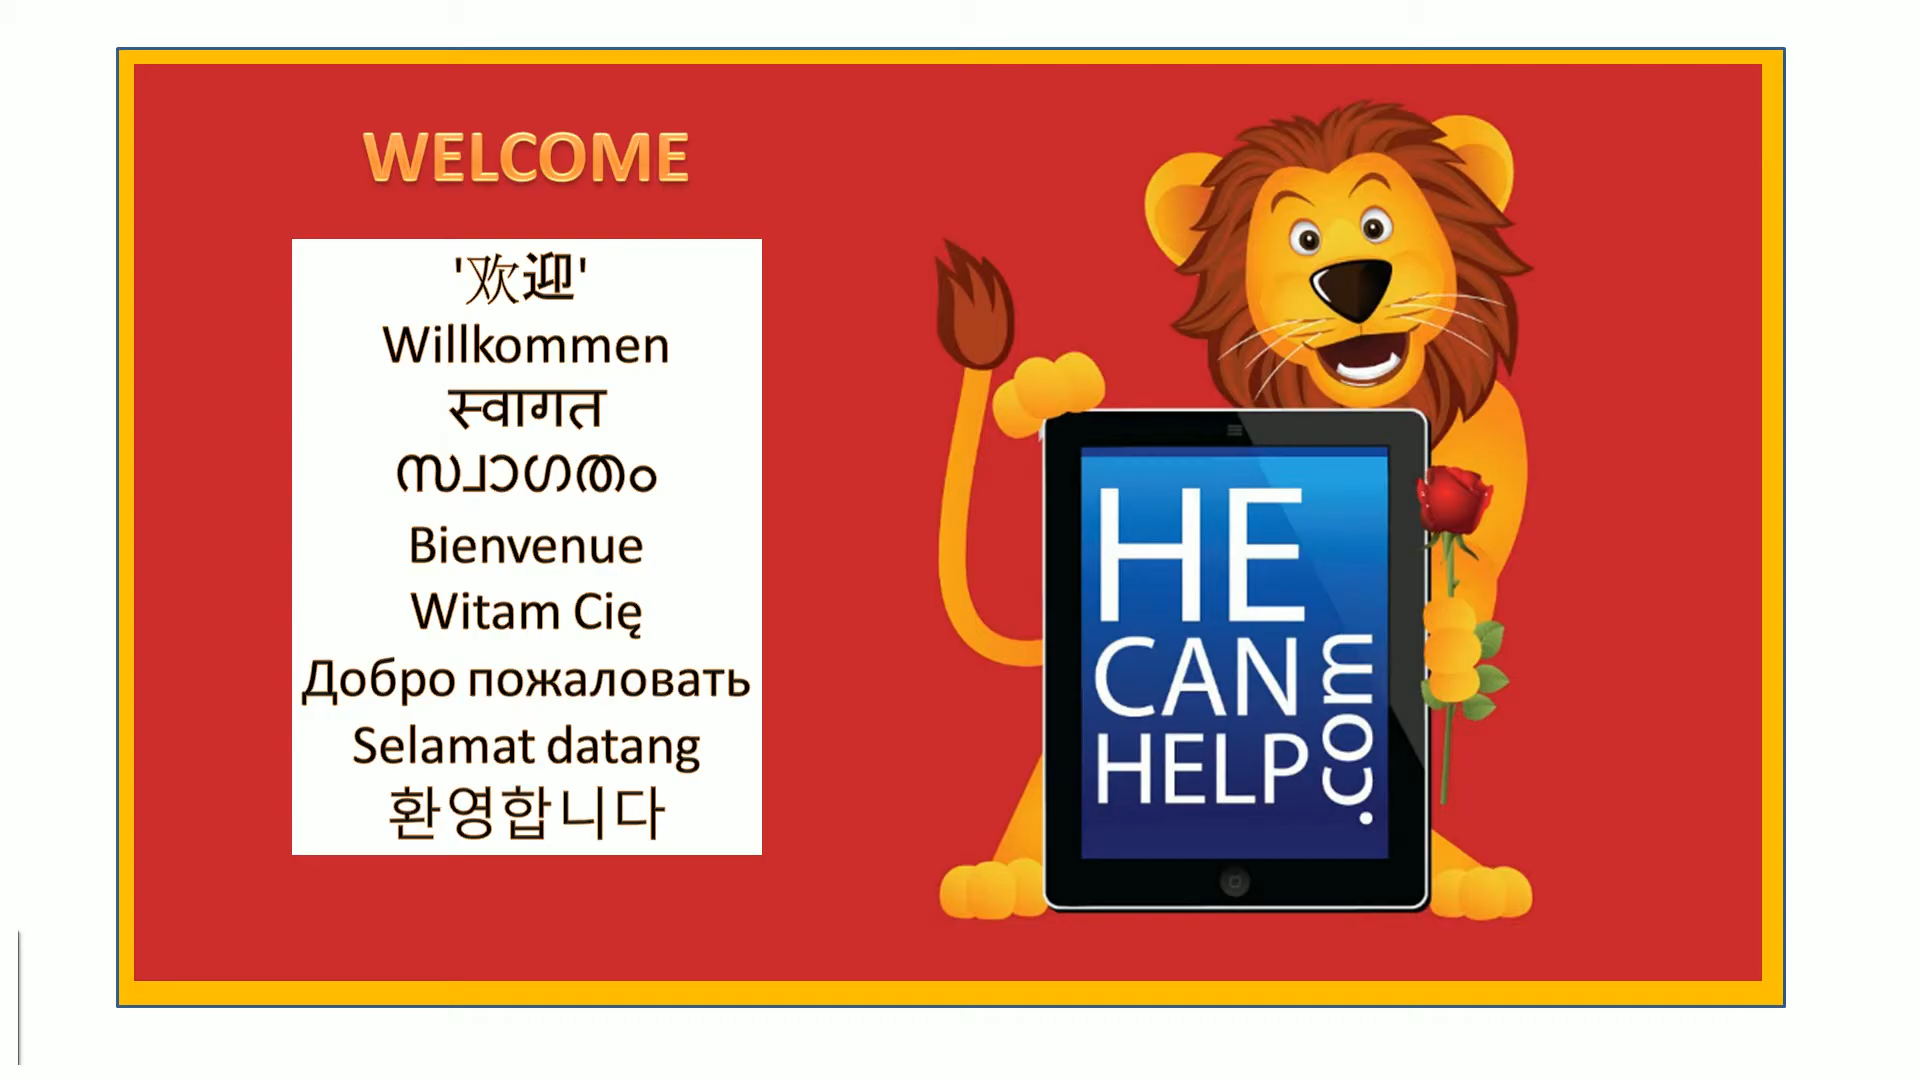 WELCOME
'欢迎'
Willkommen
स्वागत
സ്വാഗതം
Bienvenue
Witam Cię
Добро пожаловать
Selamat datang
환영합니다
HE
CAN
HELP
.com